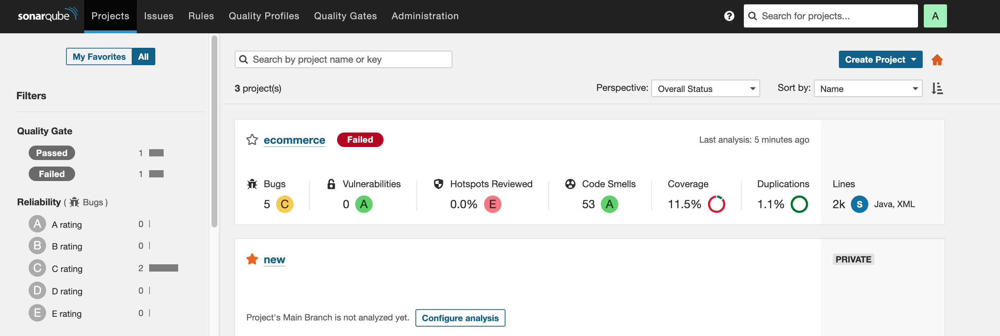 sonarqube Projects Issues Rules Quality Profiles Quality Gates Administration ? Search for projects... A
My Favorites All
Search by project name or key
Create Project
3 project(s)
Perspective: Overall Status
Sort by: Name
Filters
Quality Gate
Passed 1
Failed 1
Reliability ( Bugs )
A A rating 0
B B rating 0
C C rating 2
D D rating 0
E E rating 0
ecommerce Failed
Last analysis: 5 minutes ago
Bugs Vulnerabilities Hotspots Reviewed Code Smells Coverage Duplications Lines
5 C 0 A 0.0% E 53 A 11.5% 1.1% 2k S Java, XML
new PRIVATE
Project's Main Branch is not analyzed yet. Configure analysis